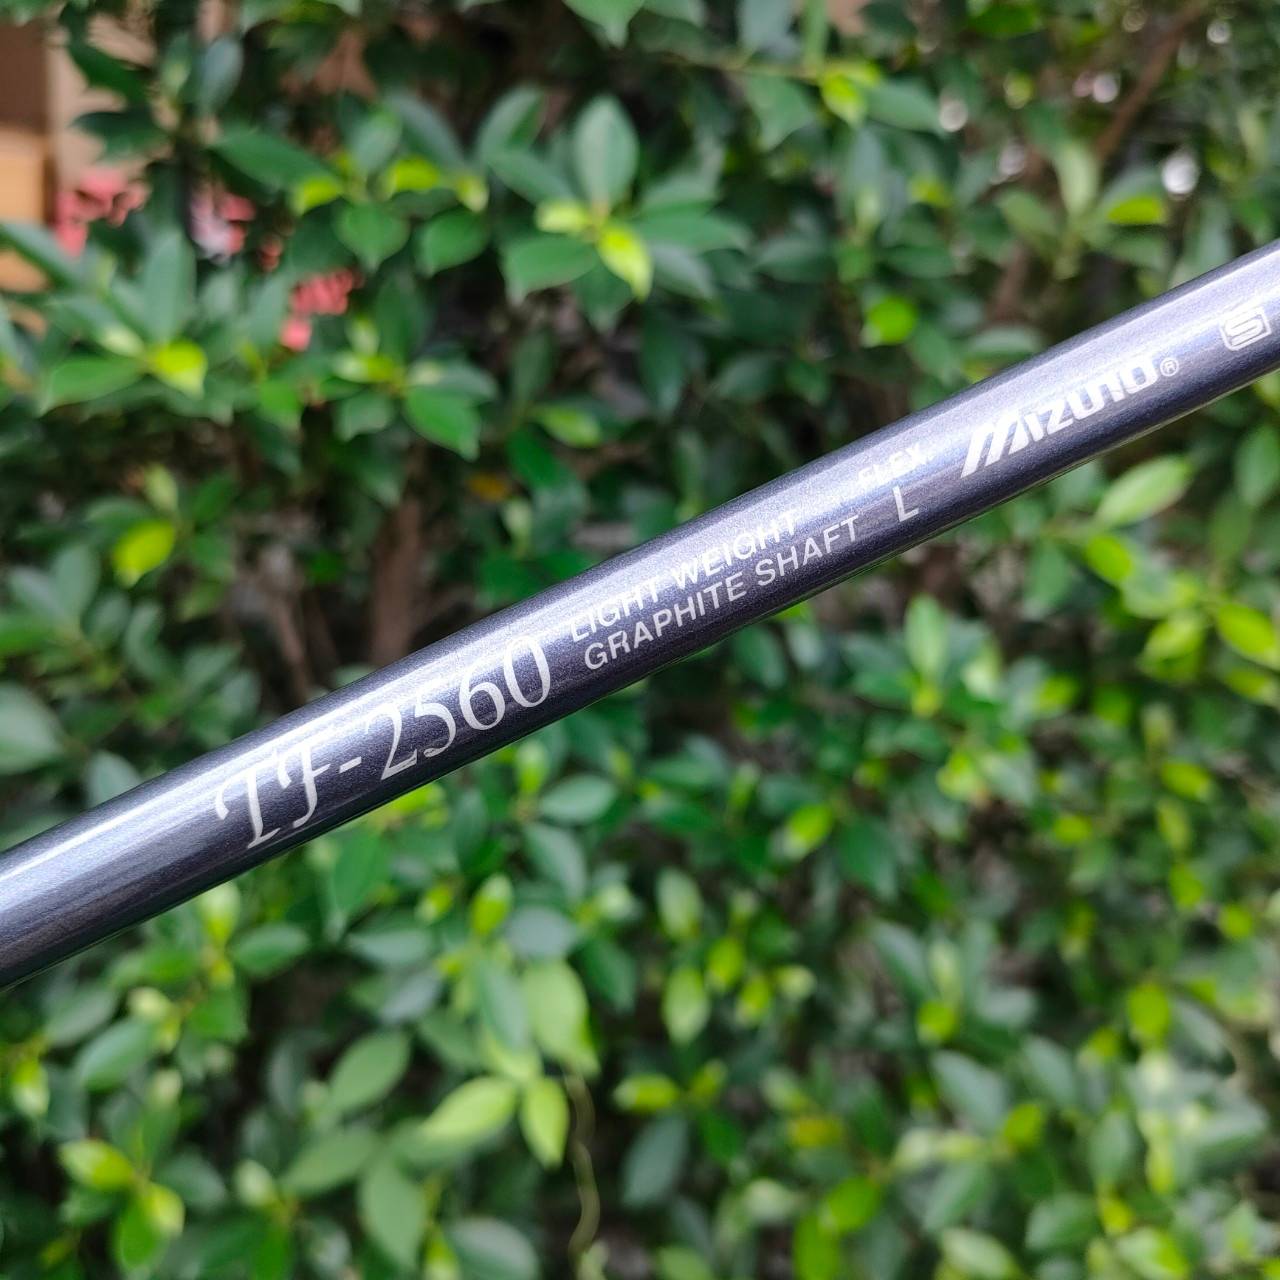 TF-2560
LIGHT WEIGHT
GRAPHITE SHAFT
FLEX.
L
MIZUNO®
S